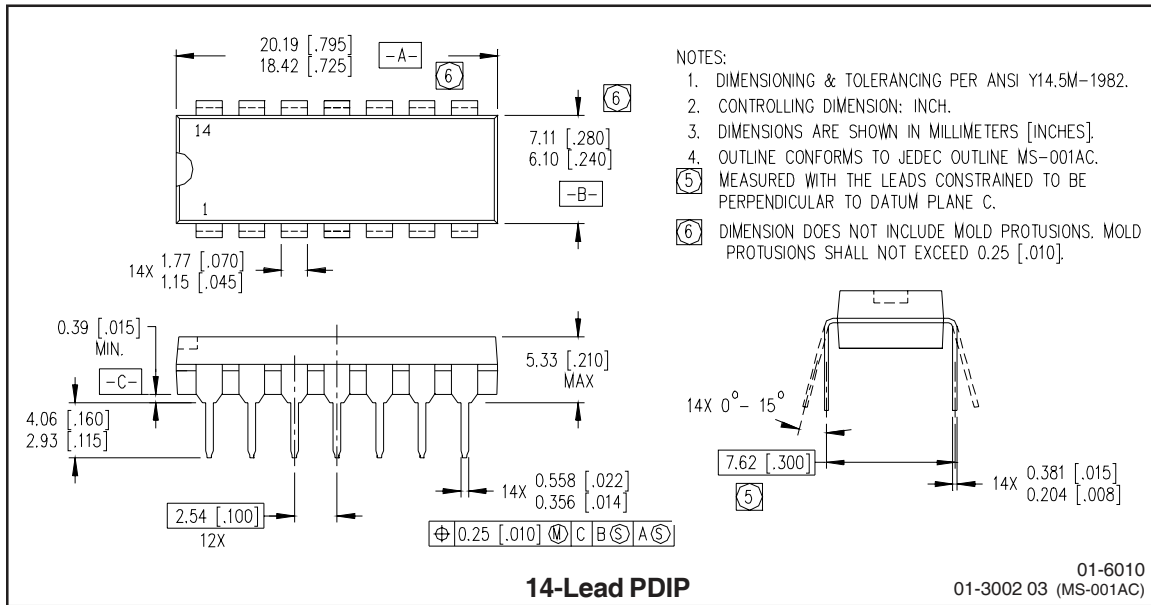 20.19 [.795]
18.42 [.725]
-A-
6
6
14
1
7.11 [.280]
6.10 [.240]
-B-
14X 1.77 [.070]
1.15 [.045]
NOTES:
1. DIMENSIONING & TOLERANCING PER ANSI Y14.5M-1982.
2. CONTROLLING DIMENSION: INCH.
3. DIMENSIONS ARE SHOWN IN MILLIMETERS [INCHES].
4. OUTLINE CONFORMS TO JEDEC OUTLINE MS-001AC.
5 MEASURED WITH THE LEADS CONSTRAINED TO BE
PERPENDICULAR TO DATUM PLANE C.
6 DIMENSION DOES NOT INCLUDE MOLD PROTUSIONS. MOLD
PROTUSIONS SHALL NOT EXCEED 0.25 [.010].
0.39 [.015]
MIN.
-C-
4.06 [.160]
2.93 [.115]
5.33 [.210]
MAX
2.54 [.100]
12X
14X 0.558 [.022]
0.356 [.014]
⌖ 0.25 [.010] Ⓜ C B Ⓢ A Ⓢ
14X 0°- 15°
7.62 [.300]
5
14X 0.381 [.015]
0.204 [.008]
14-Lead PDIP
01-6010
01-3002 03 (MS-001AC)